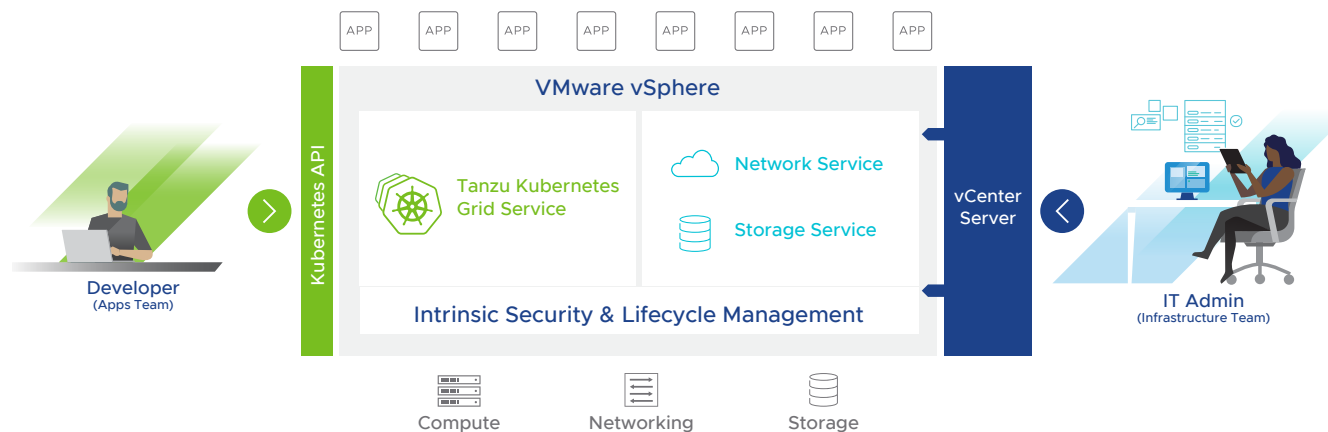 APP APP APP APP APP APP APP APP
VMware vSphere
Kubernetes API
Tanzu Kubernetes
Grid Service
Network Service
Storage Service
vCenter
Server
Intrinsic Security & Lifecycle Management
Developer
(Apps Team)
IT Admin
(Infrastructure Team)
Compute
Networking
Storage